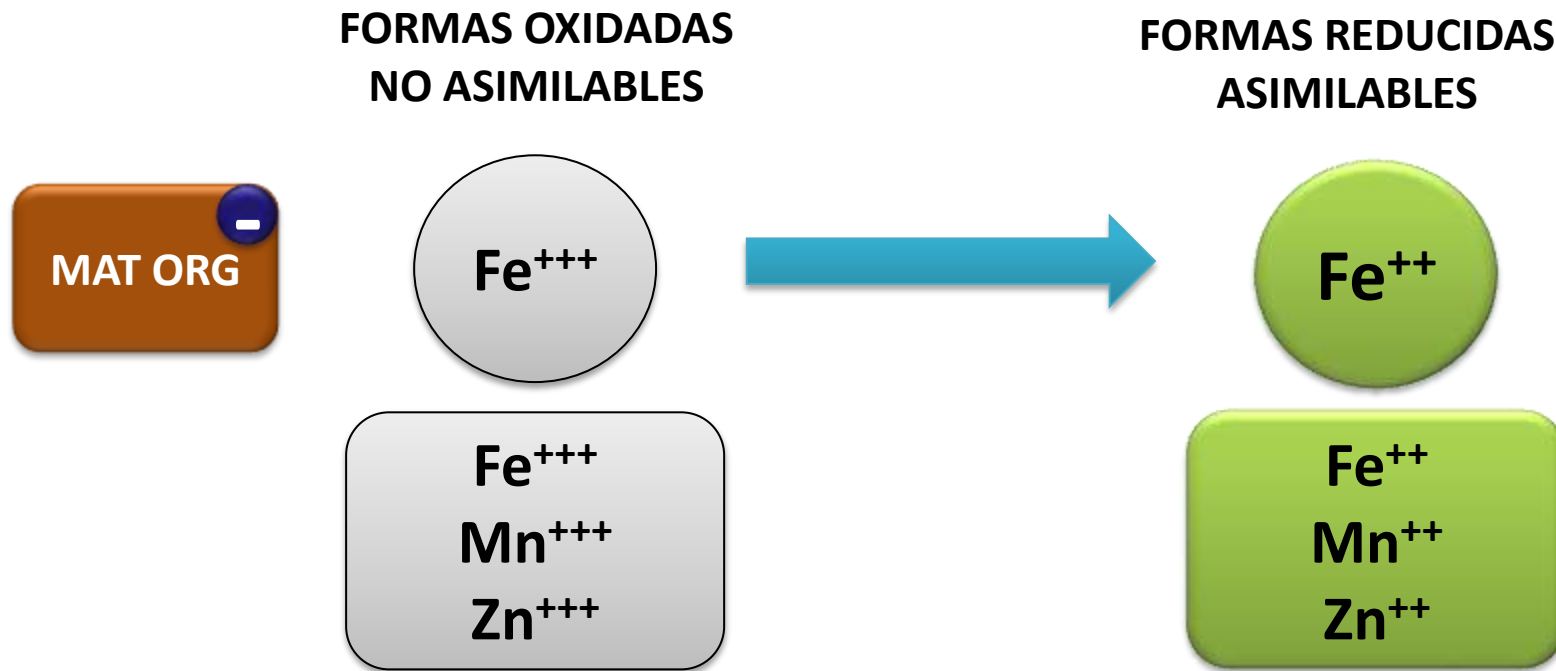 FORMAS OXIDADAS
NO ASIMILABLES
FORMAS REDUCIDAS
ASIMILABLES
MAT ORG
-
Fe⁺⁺⁺
Fe⁺⁺
Fe⁺⁺⁺
Mn⁺⁺⁺
Zn⁺⁺⁺
Fe⁺⁺
Mn⁺⁺
Zn⁺⁺